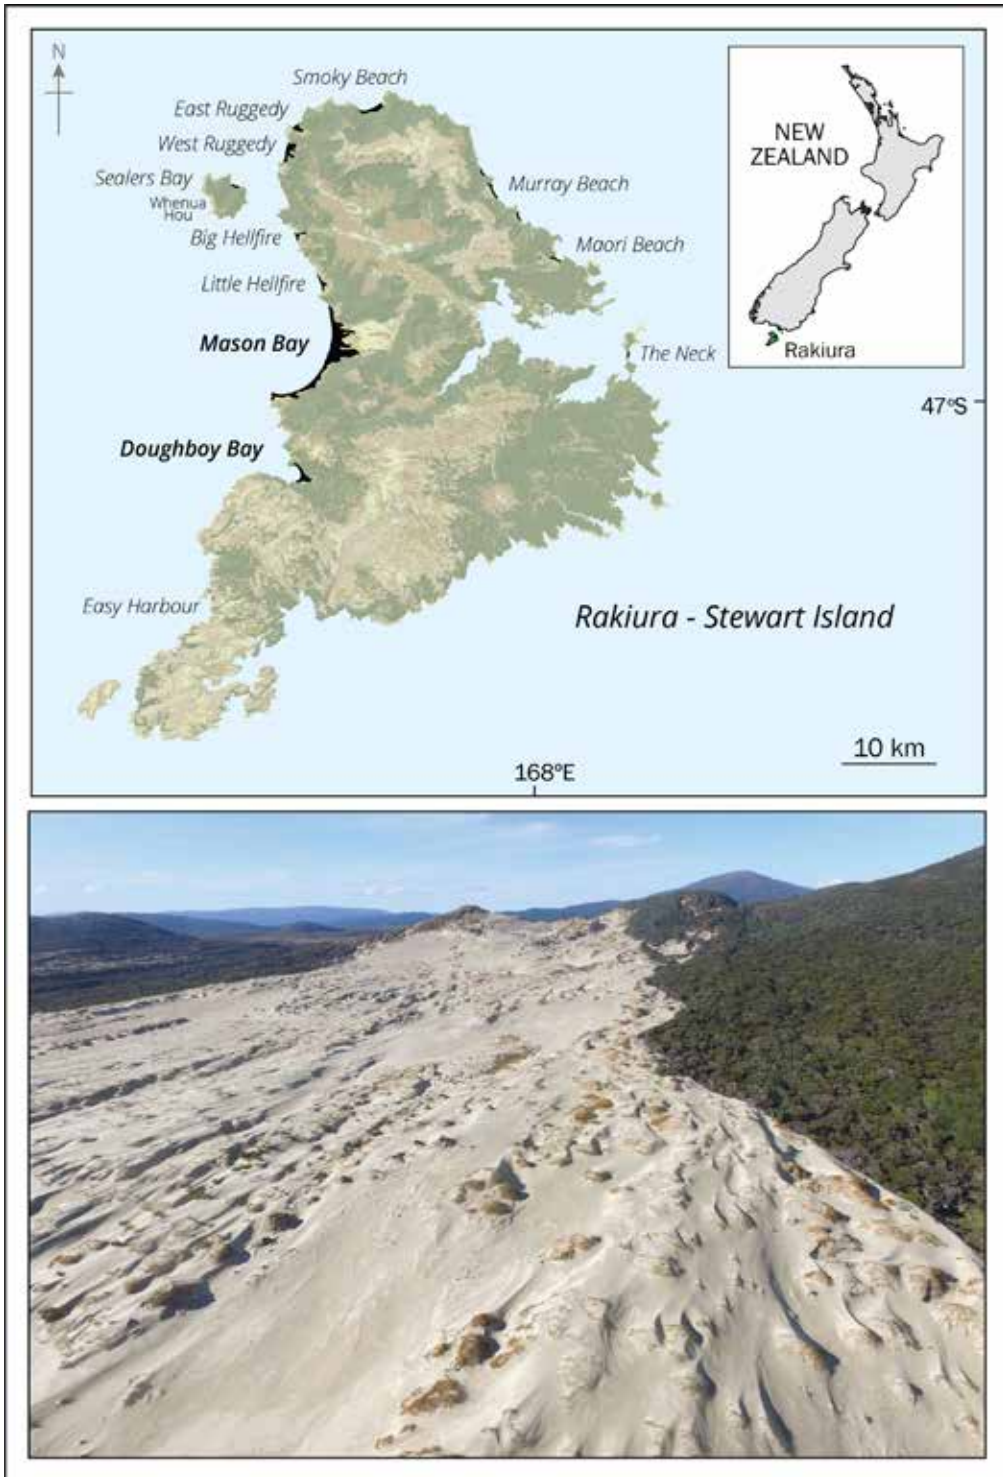 N
Smoky Beach
East Ruggedy
West Ruggedy
Sealers Bay
Whenua
Hou
Big Hellfire
Little Hellfire
Mason Bay
Doughboy Bay
Easy Harbour
Murray Beach
Maori Beach
The Neck
NEW
ZEALAND
Rakiura
47°S
Rakiura - Stewart Island
10 km
168°E